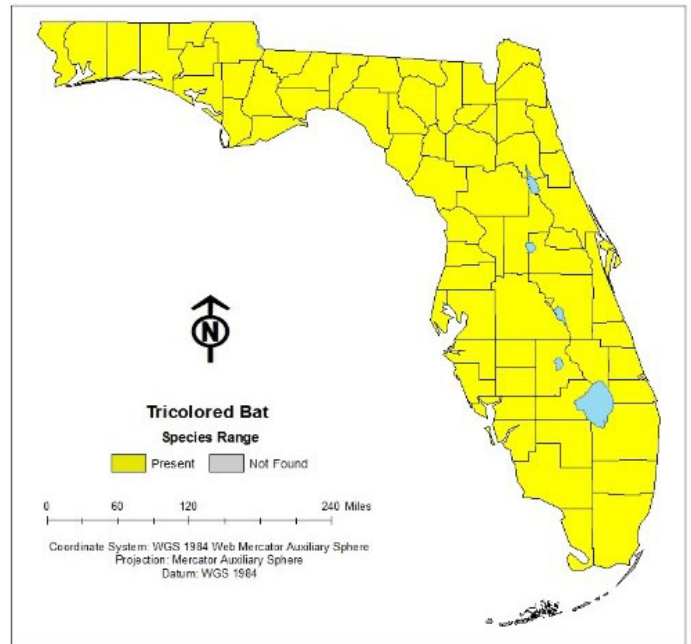 N
Tricolored Bat
Species Range
Present Not Found
0 60 120 240 Miles
Coordinate System: WGS 1984 Web Mercator Auxiliary Sphere
Projection: Mercator Auxiliary Sphere
Datum: WGS 1984